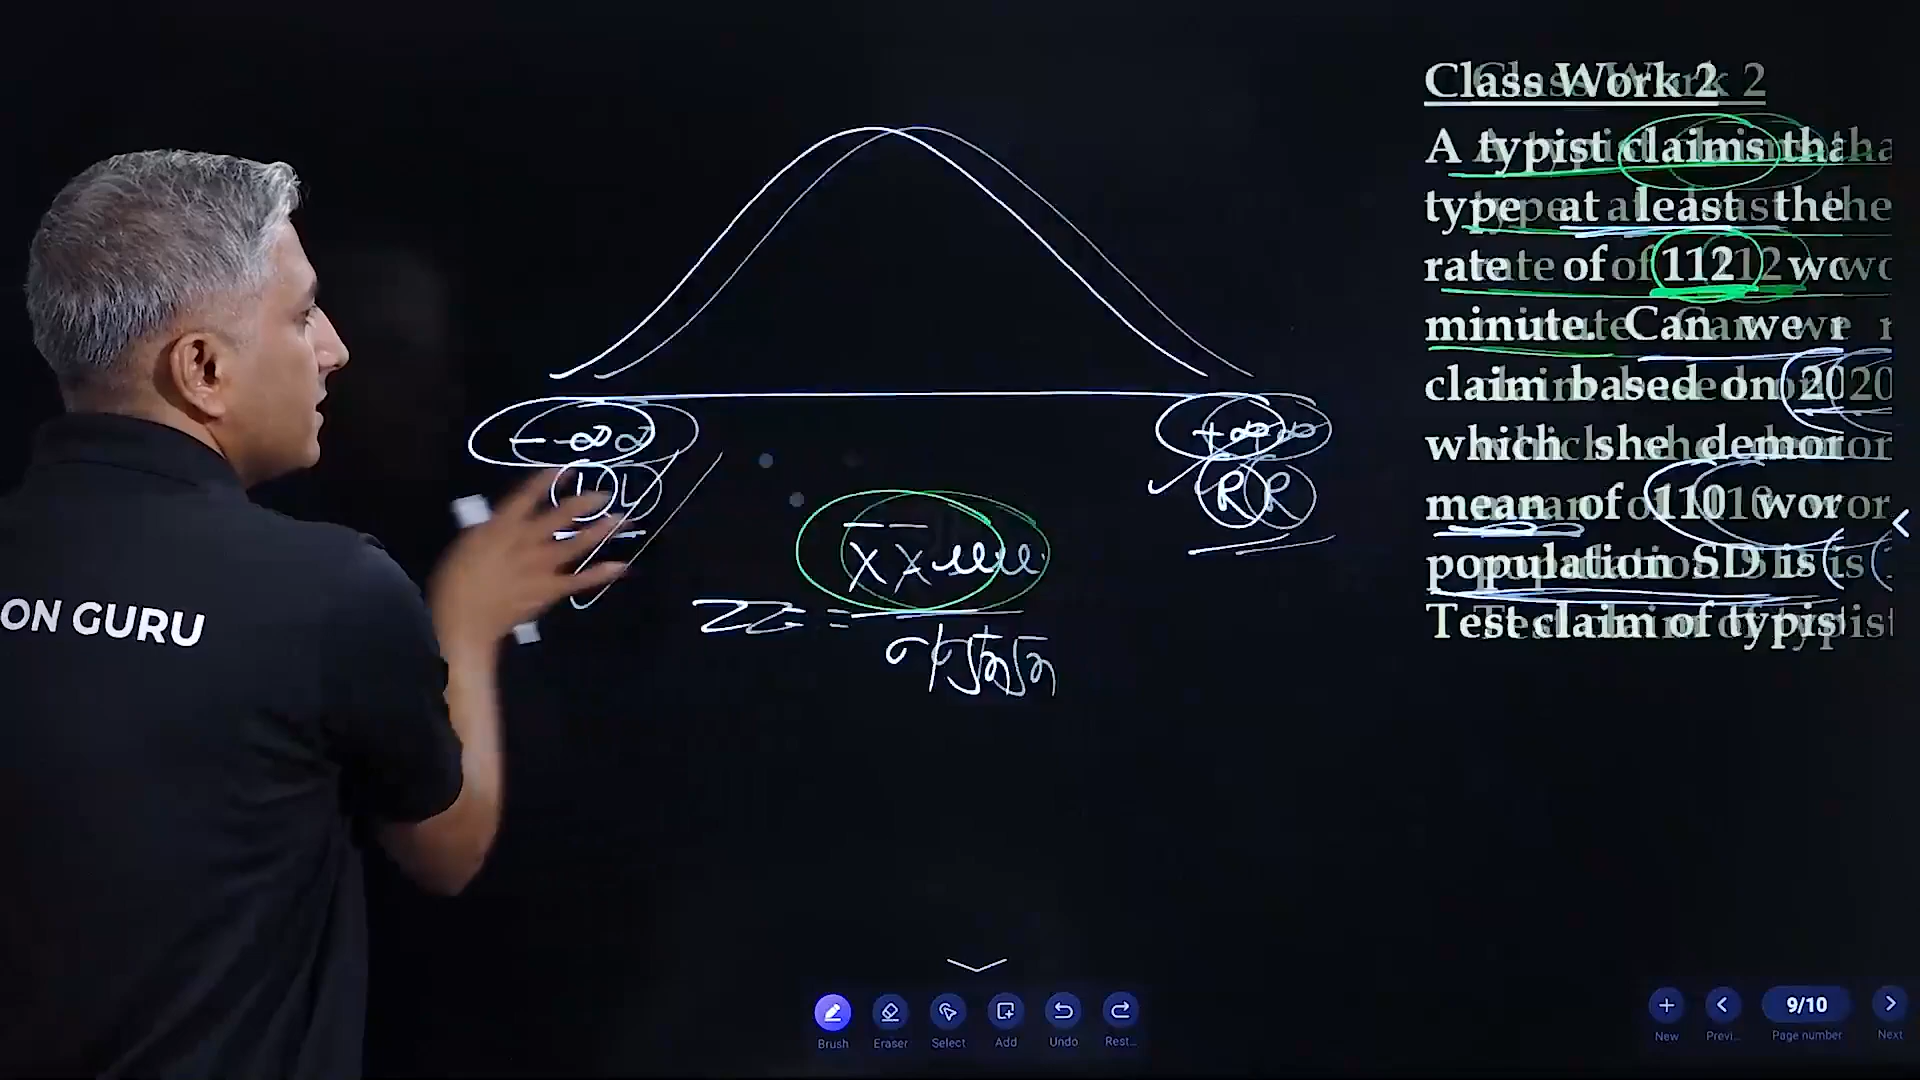 Class Work 2
A typist claims tha
type at least the
rate of 112 wo
minute. Can we r
claim based on 20
which she demor
mean of 110 wor
population SD is (
Test claim of typist
- ∞ + ∞
L R
X̄ - μ
Z =
σ/√n
ON GURU
Brush Eraser Select Add Undo Rest...
New Previ... 9/10 Page number Next